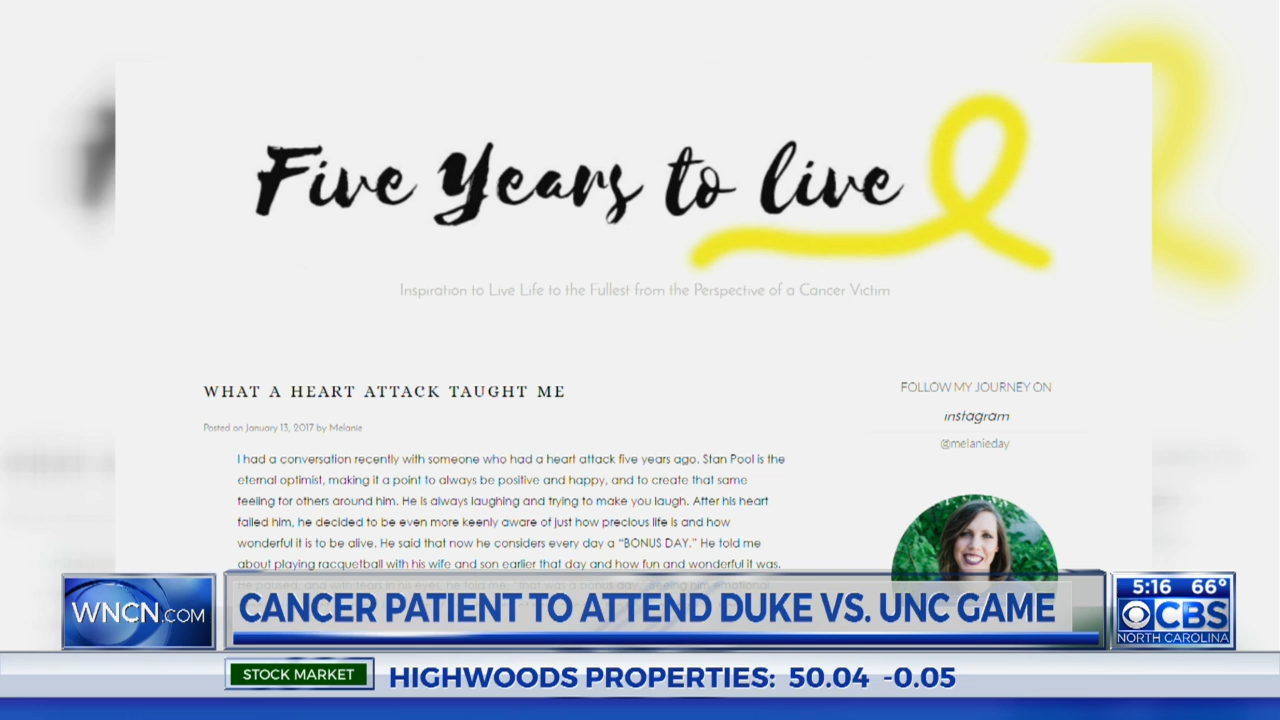 Five Years to live
Inspiration to Live Life to the Fullest from the Perspective of a Cancer Victim
WHAT A HEART ATTACK TAUGHT ME
Posted on January 13, 2017 by Melanie
I had a conversation recently with someone who had a heart attack five years ago. Stan Pool is the
eternal optimist, making it a point to always be positive and happy, and to create that same
feeling for others around him. He is always laughing and trying to make you laugh. After his heart
failed him, he decided to be even more keenly aware of just how precious life is and how
wonderful it is to be alive. He said that now he considers every day a “BONUS DAY.” He told me
about playing racquetball with his wife and son earlier that day and how fun and wonderful it was.
FOLLOW MY JOURNEY ON
instagram
@melanieday
WNCN.COM
CANCER PATIENT TO ATTEND DUKE VS. UNC GAME
5:16 66°
CBS
NORTH CAROLINA
STOCK MARKET
HIGHWOODS PROPERTIES: 50.04 -0.05